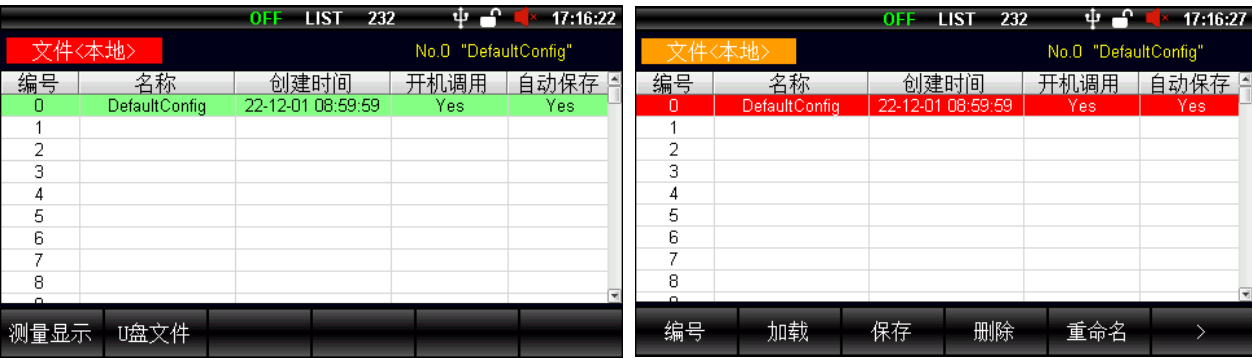 OFF LIST 232 17:16:22
文件<本地> No.0 "DefaultConfig"
编号 名称 创建时间 开机调用 自动保存
0 DefaultConfig 22-12-01 08:59:59 Yes Yes
1
2
3
4
5
6
7
8
测量显示 U盘文件
OFF LIST 232 17:16:27
文件<本地> No.0 "DefaultConfig"
编号 名称 创建时间 开机调用 自动保存
0 DefaultConfig 22-12-01 08:59:59 Yes Yes
1
2
3
4
5
6
7
8
编号 加载 保存 删除 重命名 >